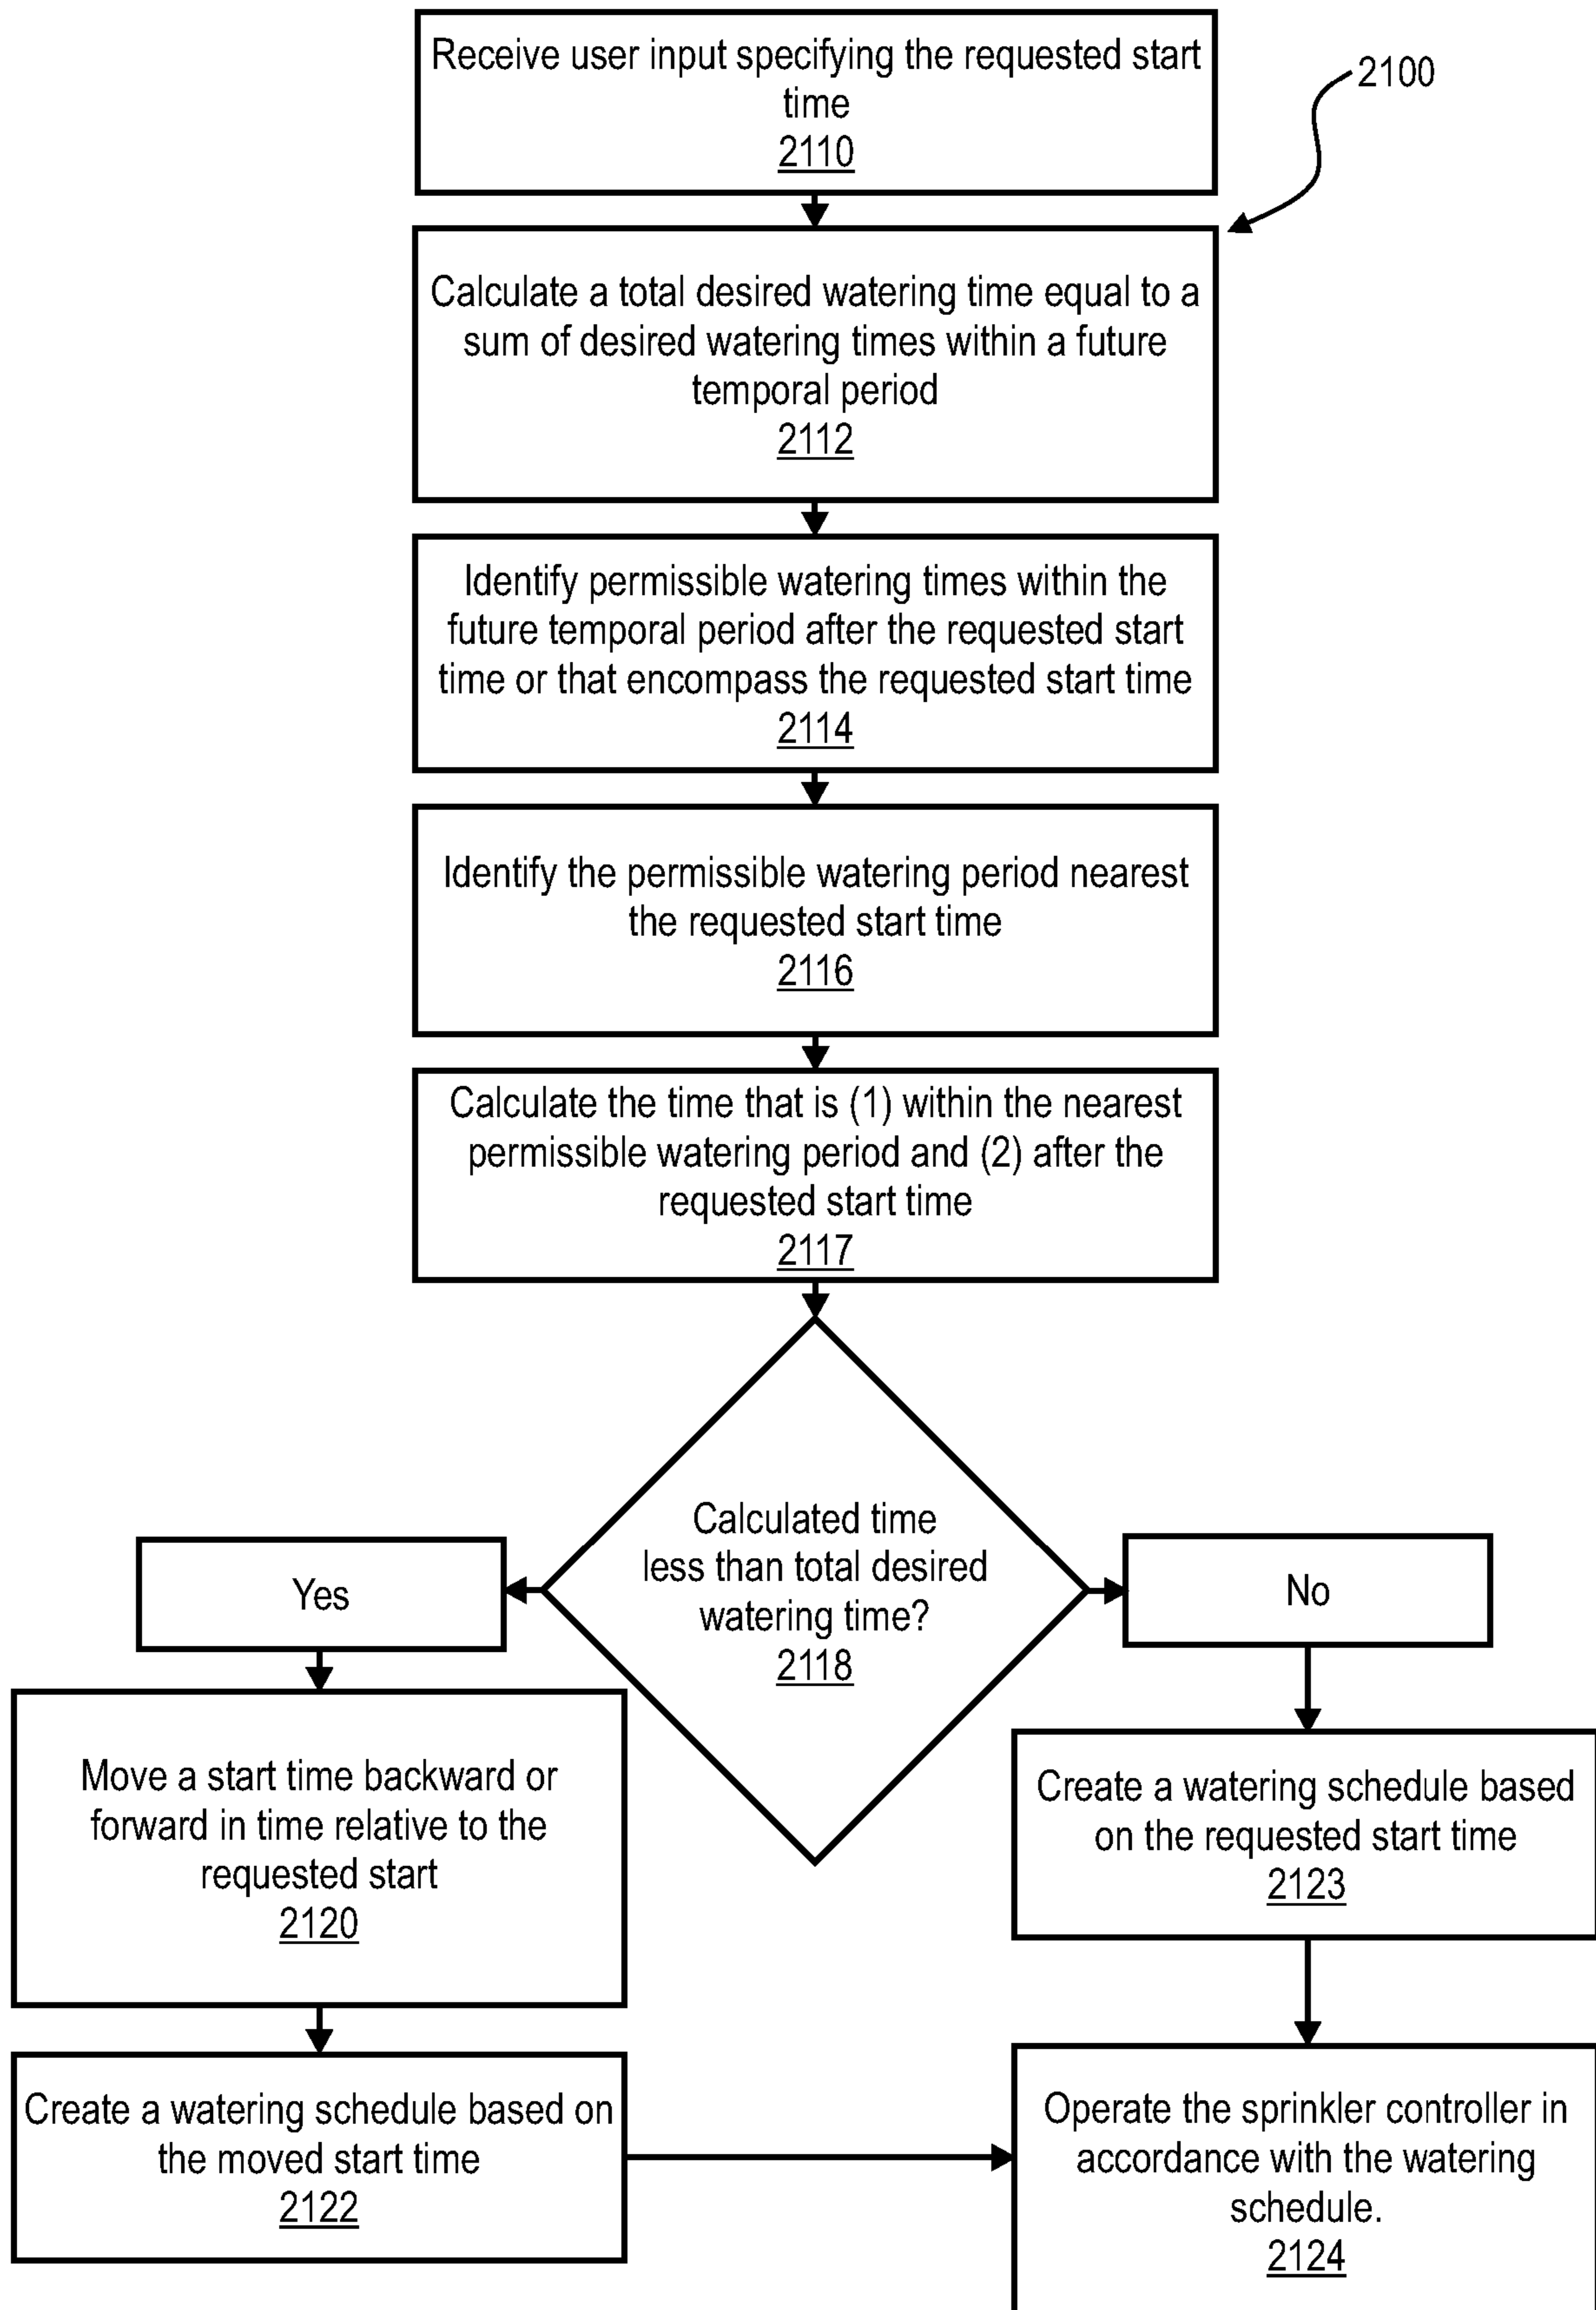 Receive user input specifying the requested start
time
2110
2100
Calculate a total desired watering time equal to a
sum of desired watering times within a future
temporal period
2112
Identify permissible watering times within the
future temporal period after the requested start
time or that encompass the requested start time
2114
Identify the permissible watering period nearest
the requested start time
2116
Calculate the time that is (1) within the nearest
permissible watering period and (2) after the
requested start time
2117
Calculated time
less than total desired
watering time?
2118
Yes
No
Move a start time backward or
forward in time relative to the
requested start
2120
Create a watering schedule based
on the requested start time
2123
Create a watering schedule based on
the moved start time
2122
Operate the sprinkler controller in
accordance with the watering
schedule.
2124